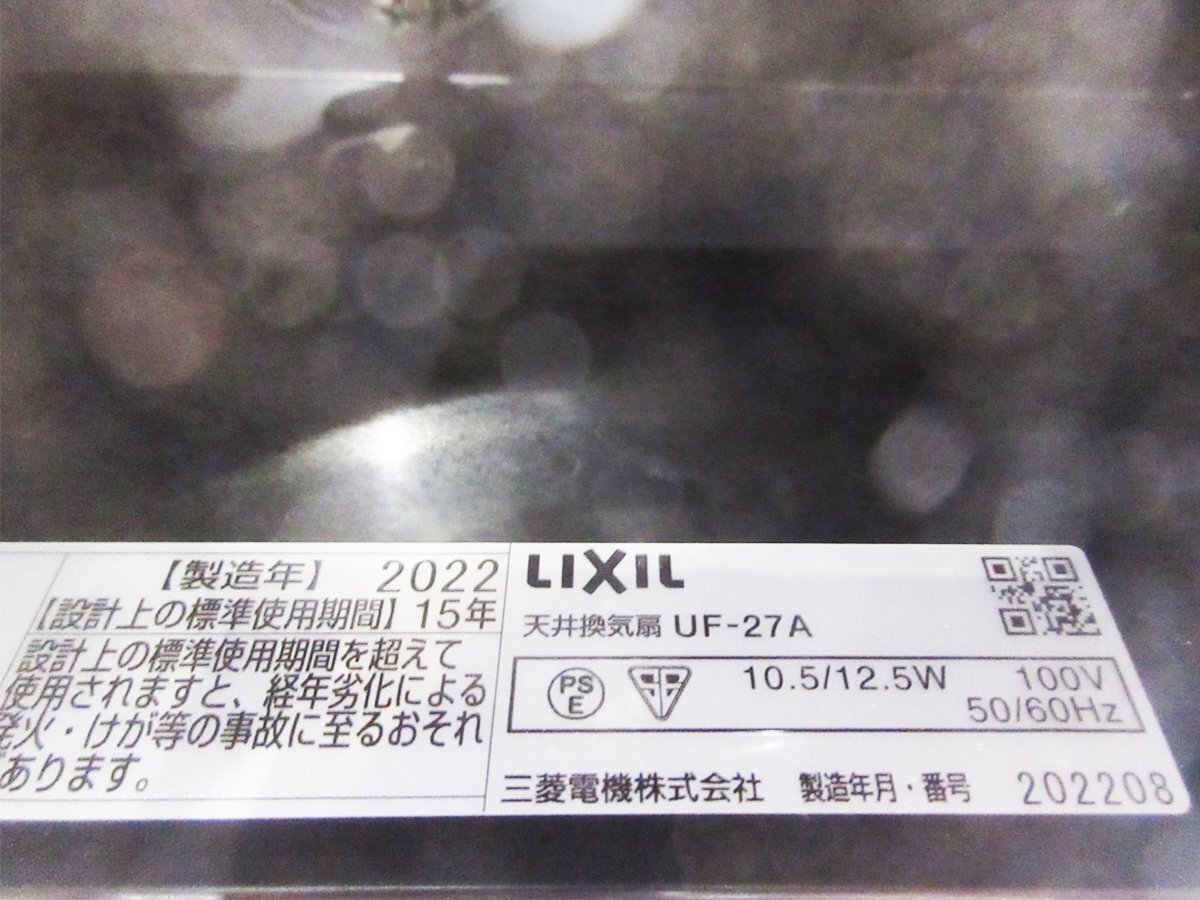 【製造年】 2022
【設計上の標準使用期間】15年
設計上の標準使用期間を超えて
使用されますと、経年劣化による
発火・けが等の事故に至るおそれ
があります。
LIXIL
天井換気扇 UF-27A
PS
E
10.5/12.5W 100V
50/60Hz
三菱電機株式会社 製造年月・番号 202208